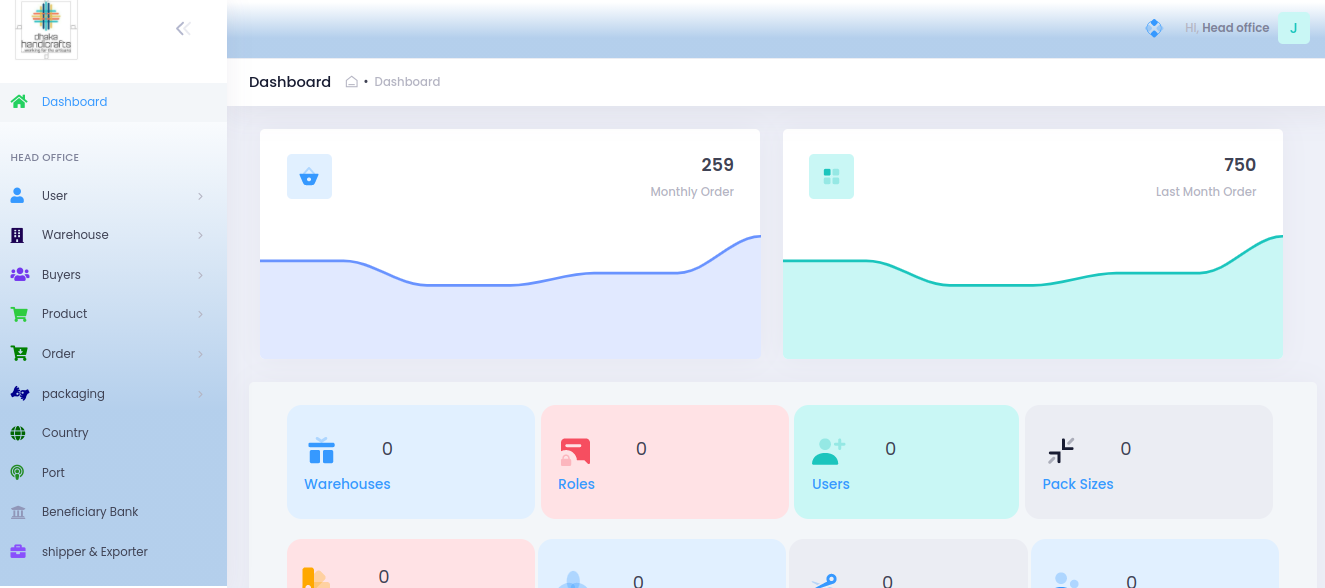 dhaka
handicrafts
...working for the artisans
Hi, Head office
J
Dashboard
• Dashboard
Dashboard
HEAD OFFICE
User
Warehouse
Buyers
Product
Order
packaging
Country
Port
Beneficiary Bank
shipper & Exporter
259
Monthly Order
750
Last Month Order
0
Warehouses
0
Roles
0
Users
0
Pack Sizes
0
0
0
0